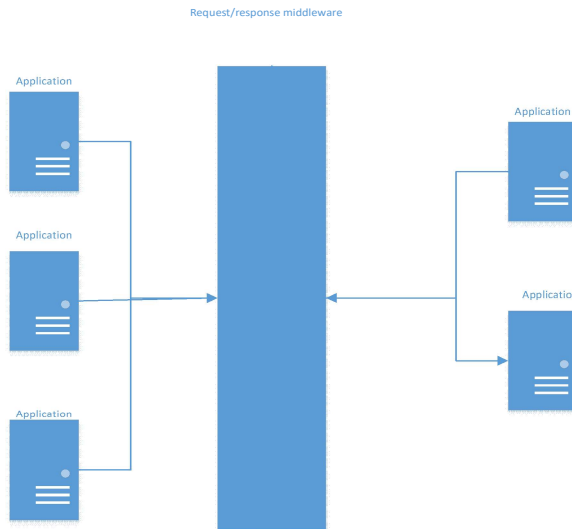 Request/response middleware
Application
Application
Application
Application
Applicatio